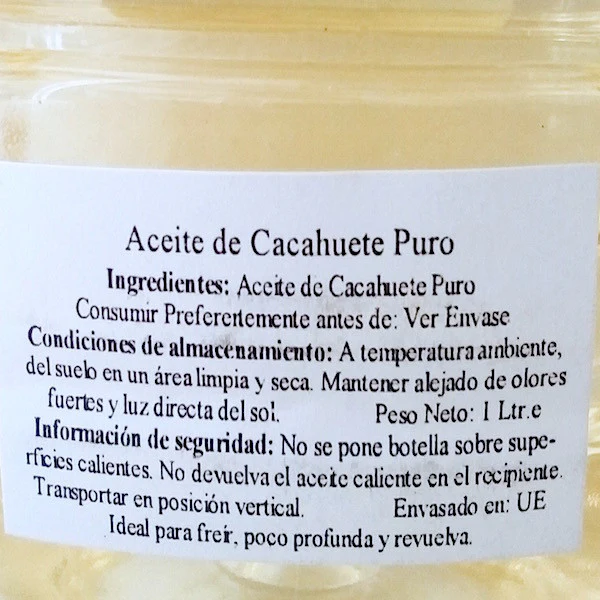 Aceite de Cacahuete Puro
Ingredientes: Aceite de Cacahuete Puro
Consumir Preferertemente antes de: Ver Envase
Condiciones de almacenamiento: A temperatura ambiente,
del suelo en un área limpia y seca. Mantener alejado de olores
fuertes y luz directa del sol. Peso Neto: 1 Ltr.e
Información de seguridad: No se pone botella sobre supe-
rficies calientes. No devuelva el aceite caliente en el recipiente.
Transportar en posición vertical. Envasado en: UE
Ideal para freír, poco profunda y revuelva.